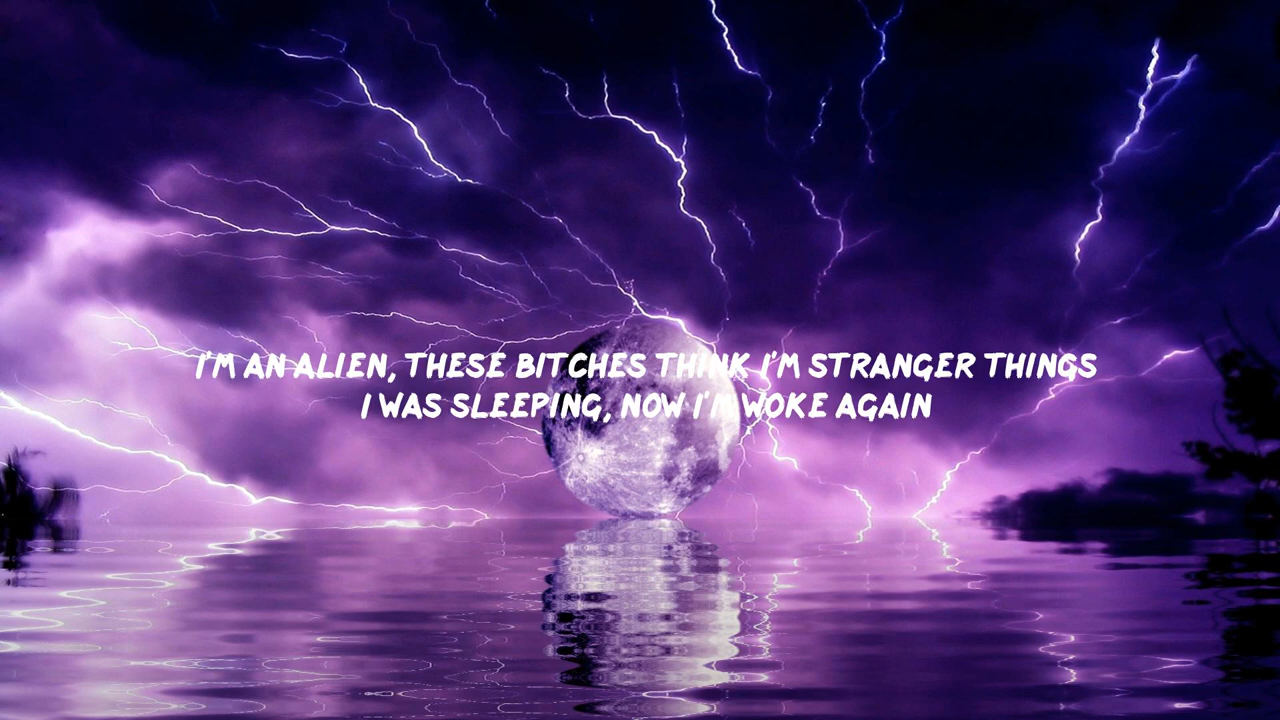 I'M AN ALIEN, THESE BITCHES THINK I'M STRANGER THINGS
I WAS SLEEPING, NOW I'M WOKE AGAIN